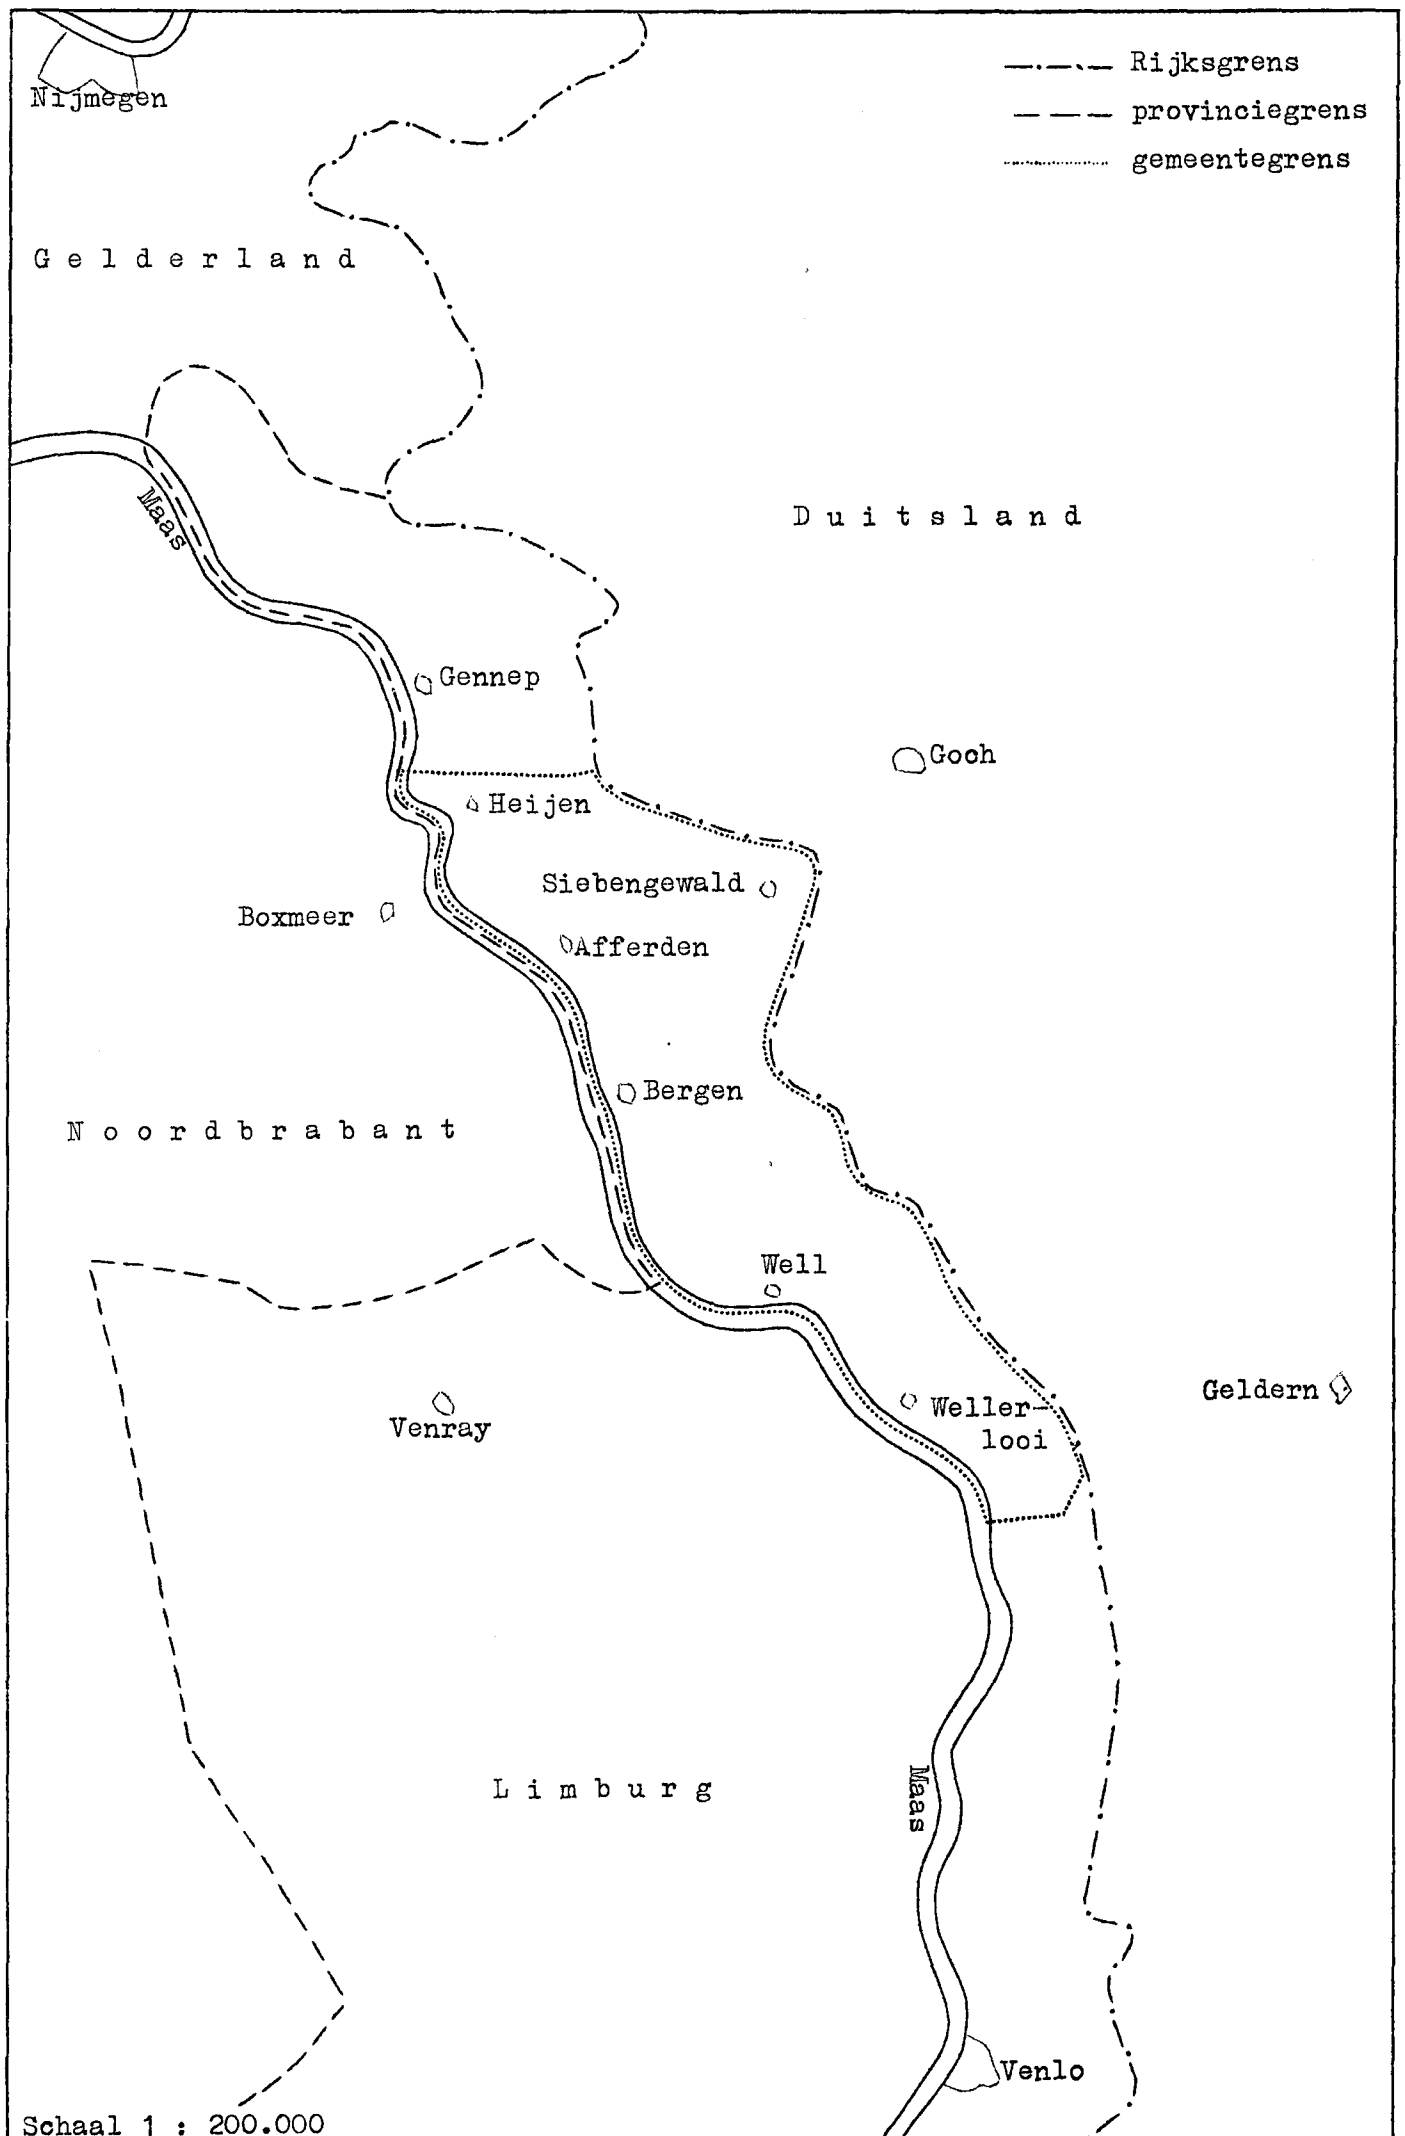 Rijksgrens
Nijmegen
provinciegrens
gemeentegrens
Gelderland
Maas
Duitsland
Gennep
Goch
Heijen
Siebengewald
Boxmeer
Afferden
Bergen
Noordbrabant
Well
Geldern
Weller-
looi
Venray
Limburg
Maas
Venlo
Schaal 1 : 200.000